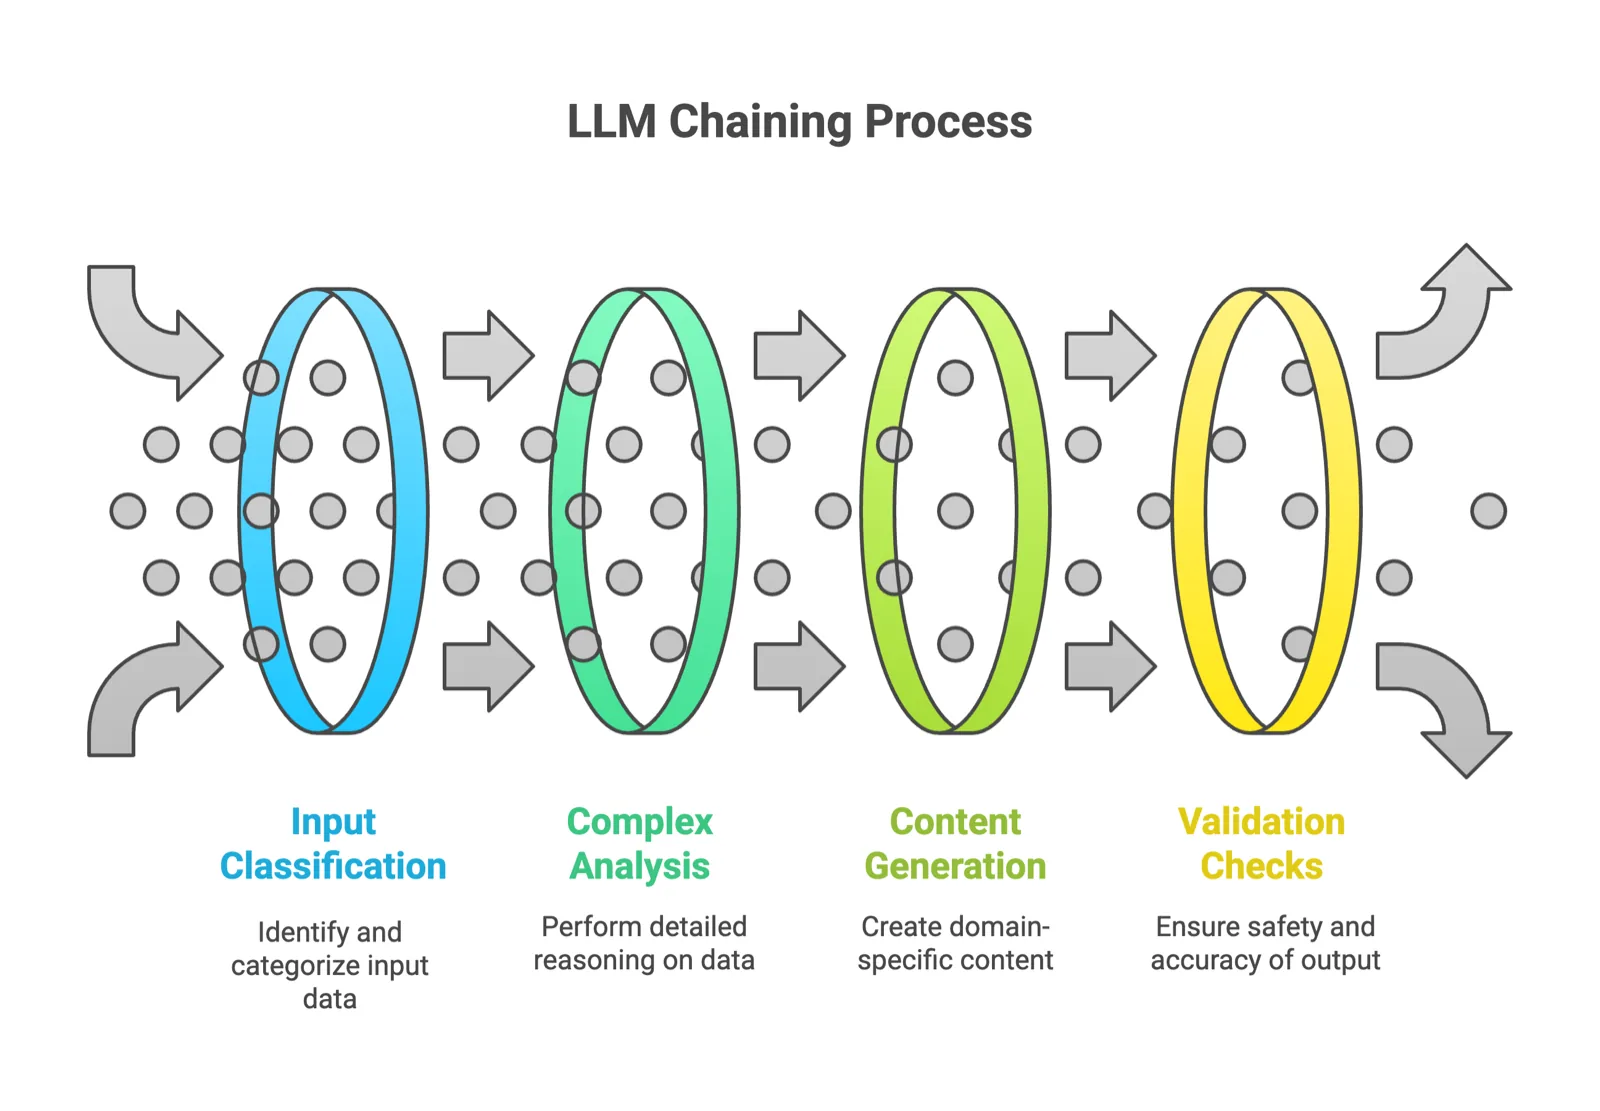 LLM Chaining Process
Input
Classification
Identify and
categorize input
data
Complex
Analysis
Perform detailed
reasoning on data
Content
Generation
Create domain-
specific content
Validation
Checks
Ensure safety and
accuracy of output